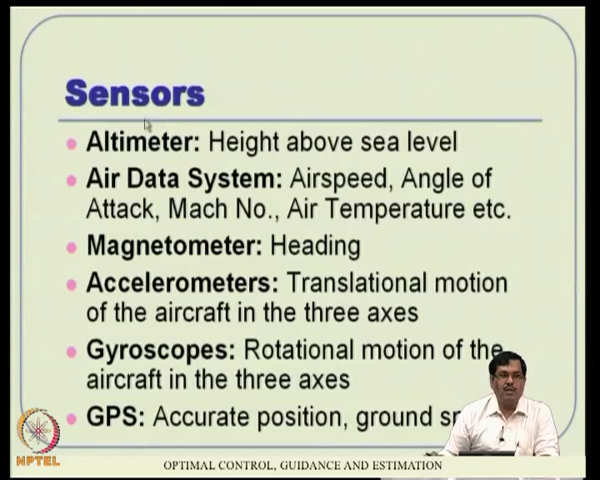 Sensors
Altimeter: Height above sea level
Air Data System: Airspeed, Angle of
Attack, Mach No., Air Temperature etc.
Magnetometer: Heading
Accelerometers: Translational motion
of the aircraft in the three axes
Gyroscopes: Rotational motion of the
aircraft in the three axes
GPS: Accurate position, ground
NPTEL
OPTIMAL CONTROL, GUIDANCE AND ESTIMATION